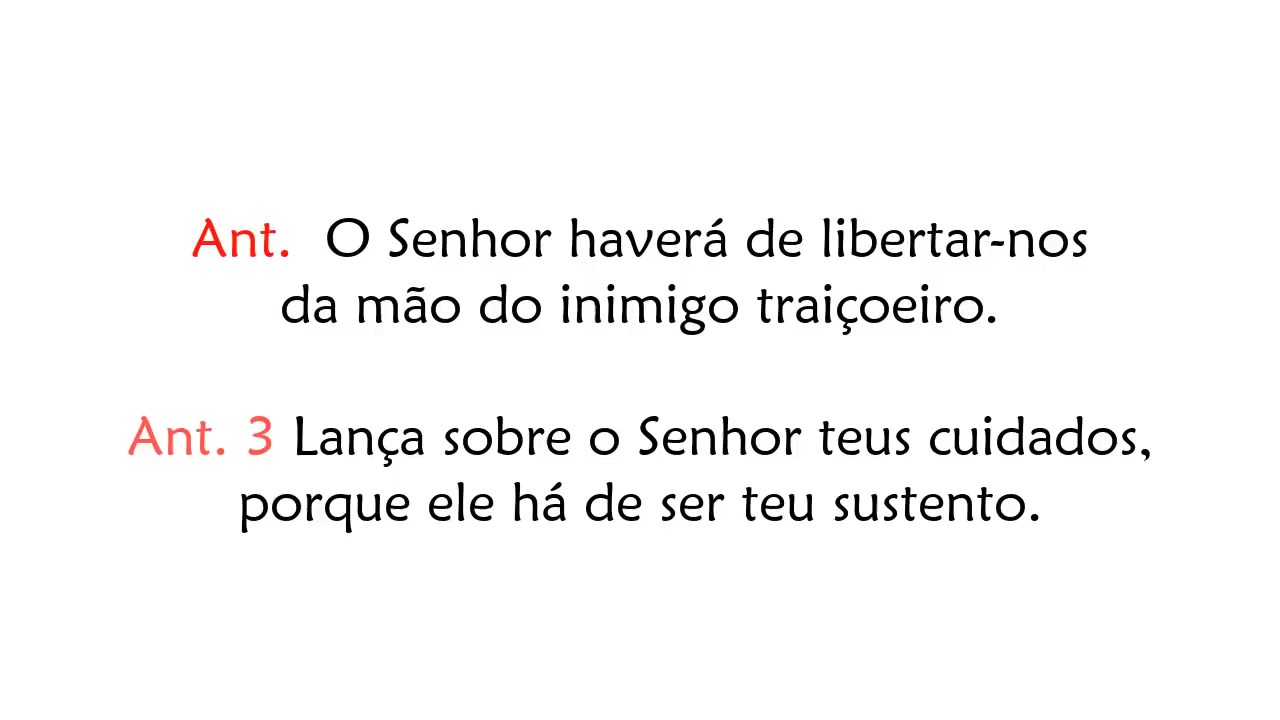 Ant. O Senhor haverá de libertar-nos
da mão do inimigo traiçoeiro.
Ant. 3 Lança sobre o Senhor teus cuidados,
porque ele há de ser teu sustento.